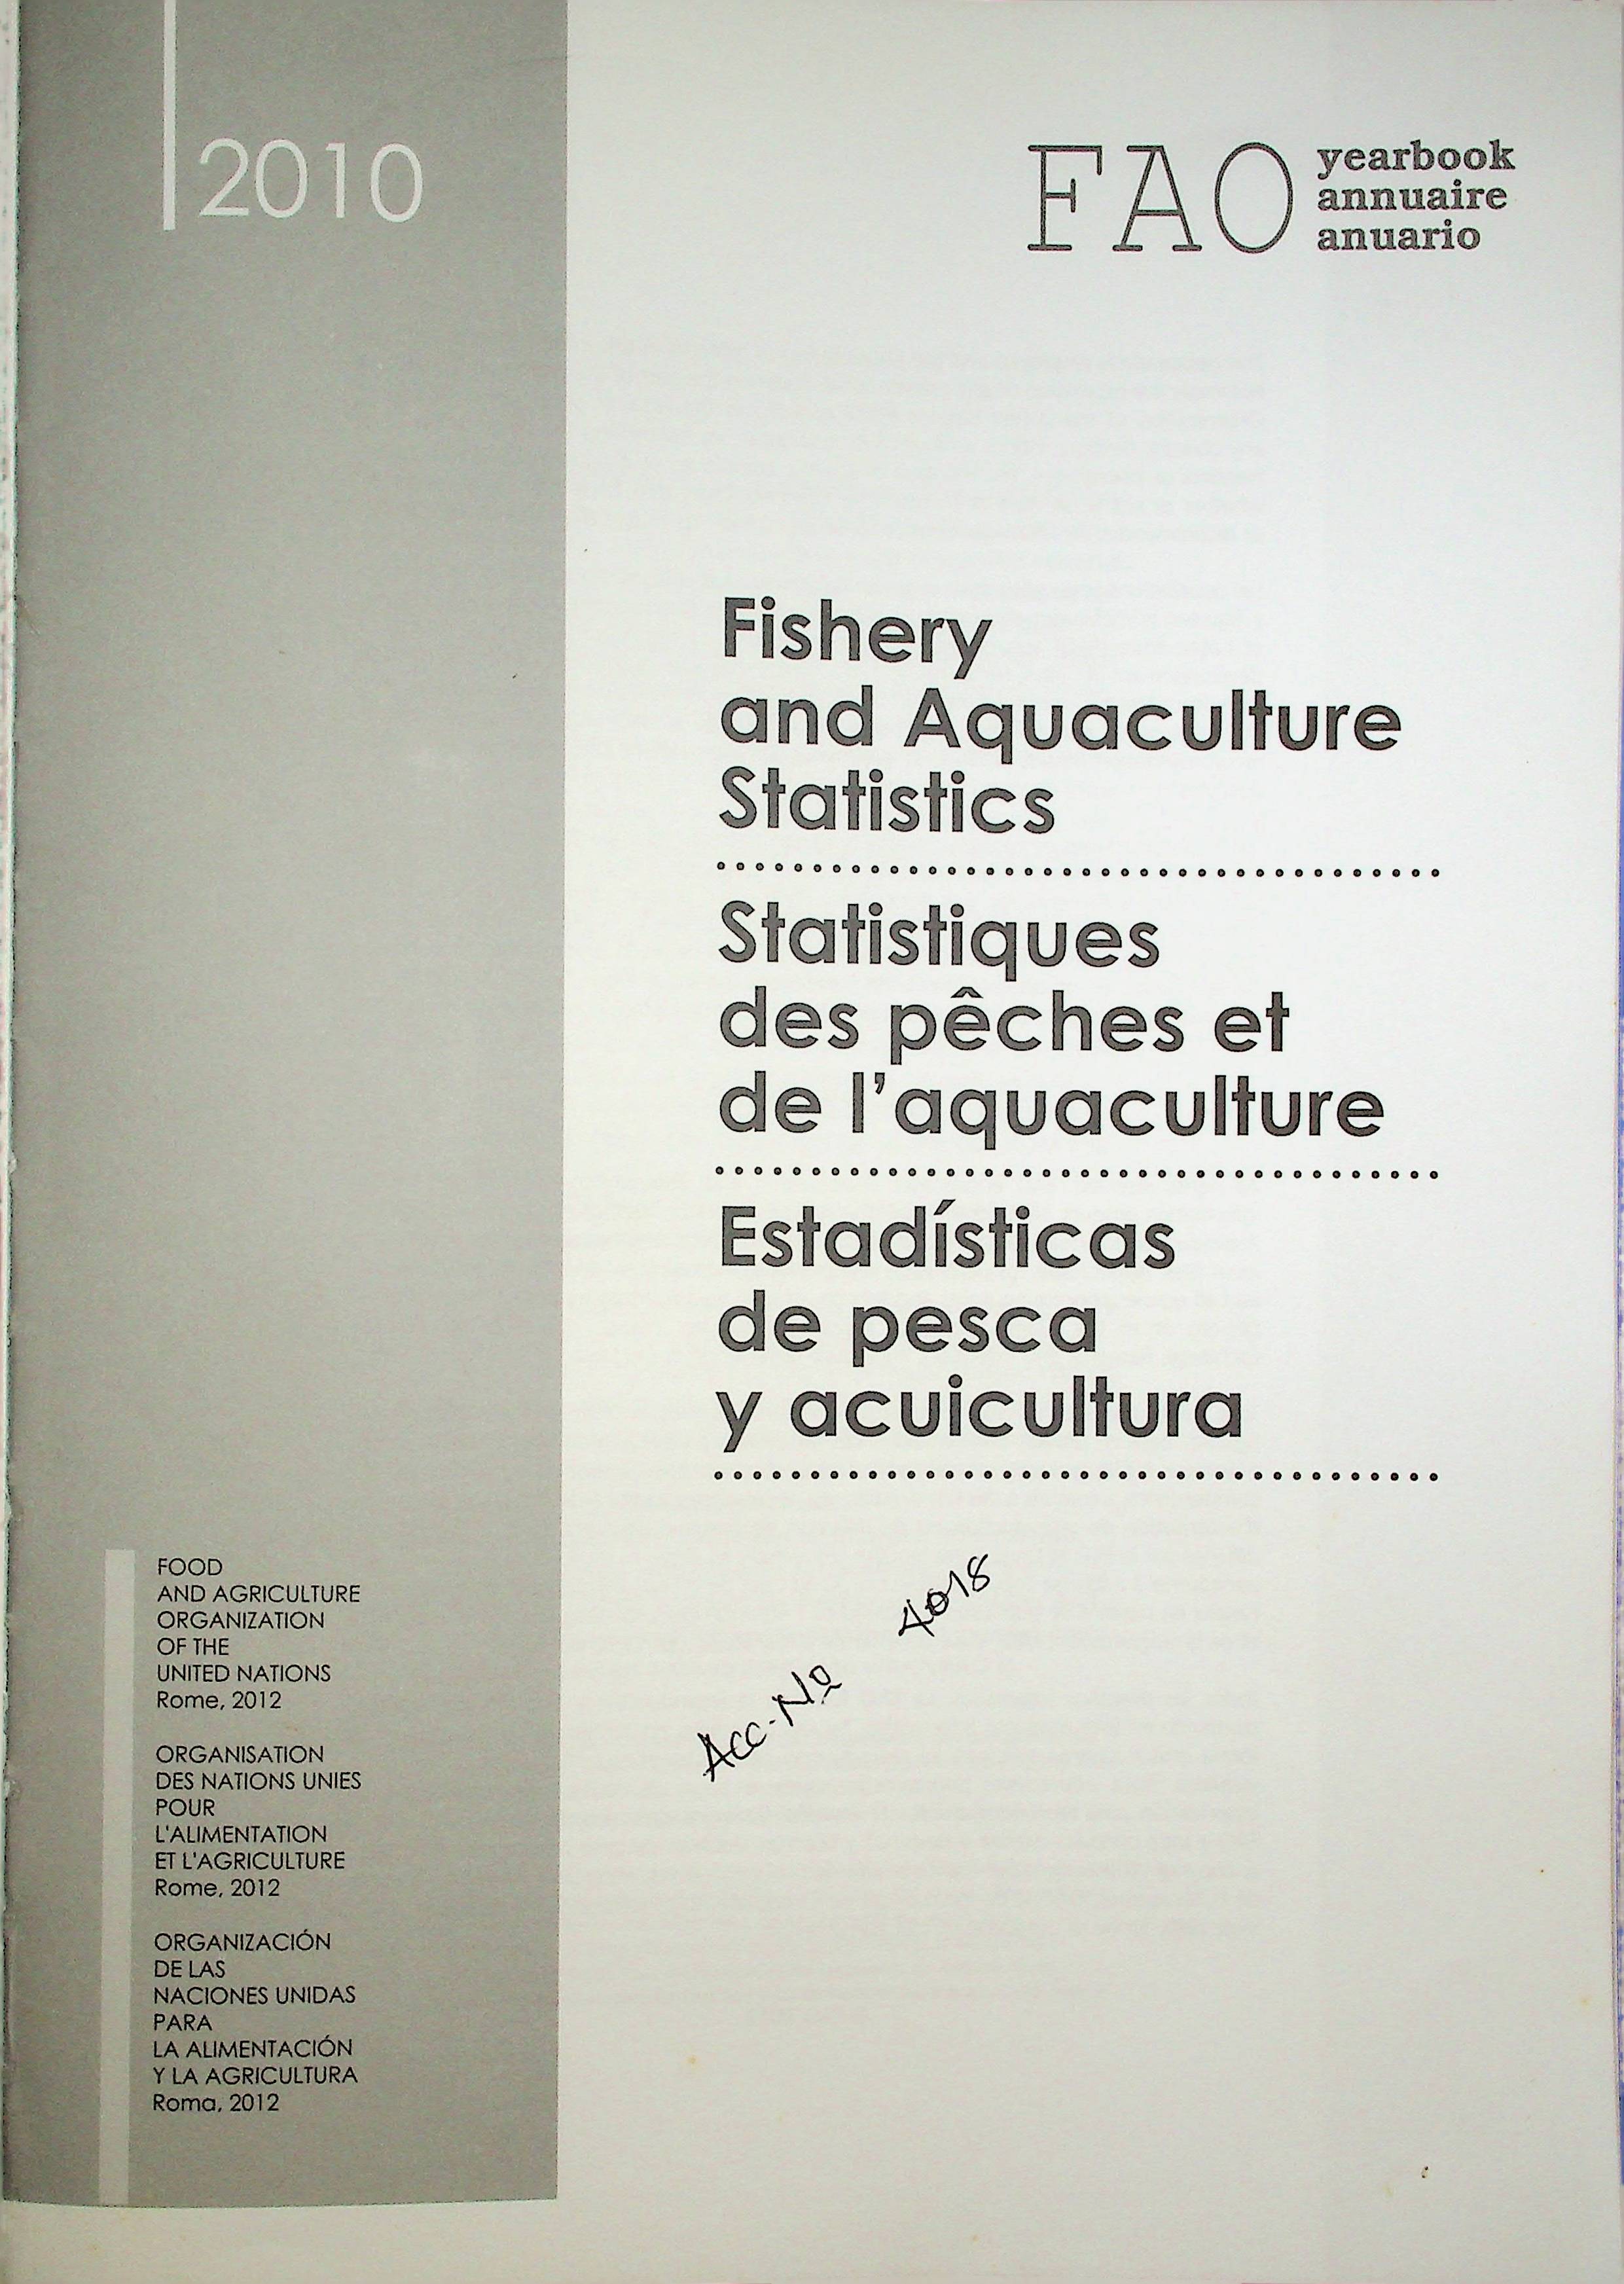 2010
FAO
yearbook
annuaire
anuario
Fishery
and Aquaculture
Statistics
Statistiques
des pêches et
de l'aquaculture
Estadísticas
de pesca
y acuicultura
Acc-No 4018
FOOD
AND AGRICULTURE
ORGANIZATION
OF THE
UNITED NATIONS
Rome, 2012
ORGANISATION
DES NATIONS UNIES
POUR
L'ALIMENTATION
ET L'AGRICULTURE
Rome, 2012
ORGANIZACIÓN
DE LAS
NACIONES UNIDAS
PARA
LA ALIMENTACIÓN
Y LA AGRICULTURA
Roma, 2012